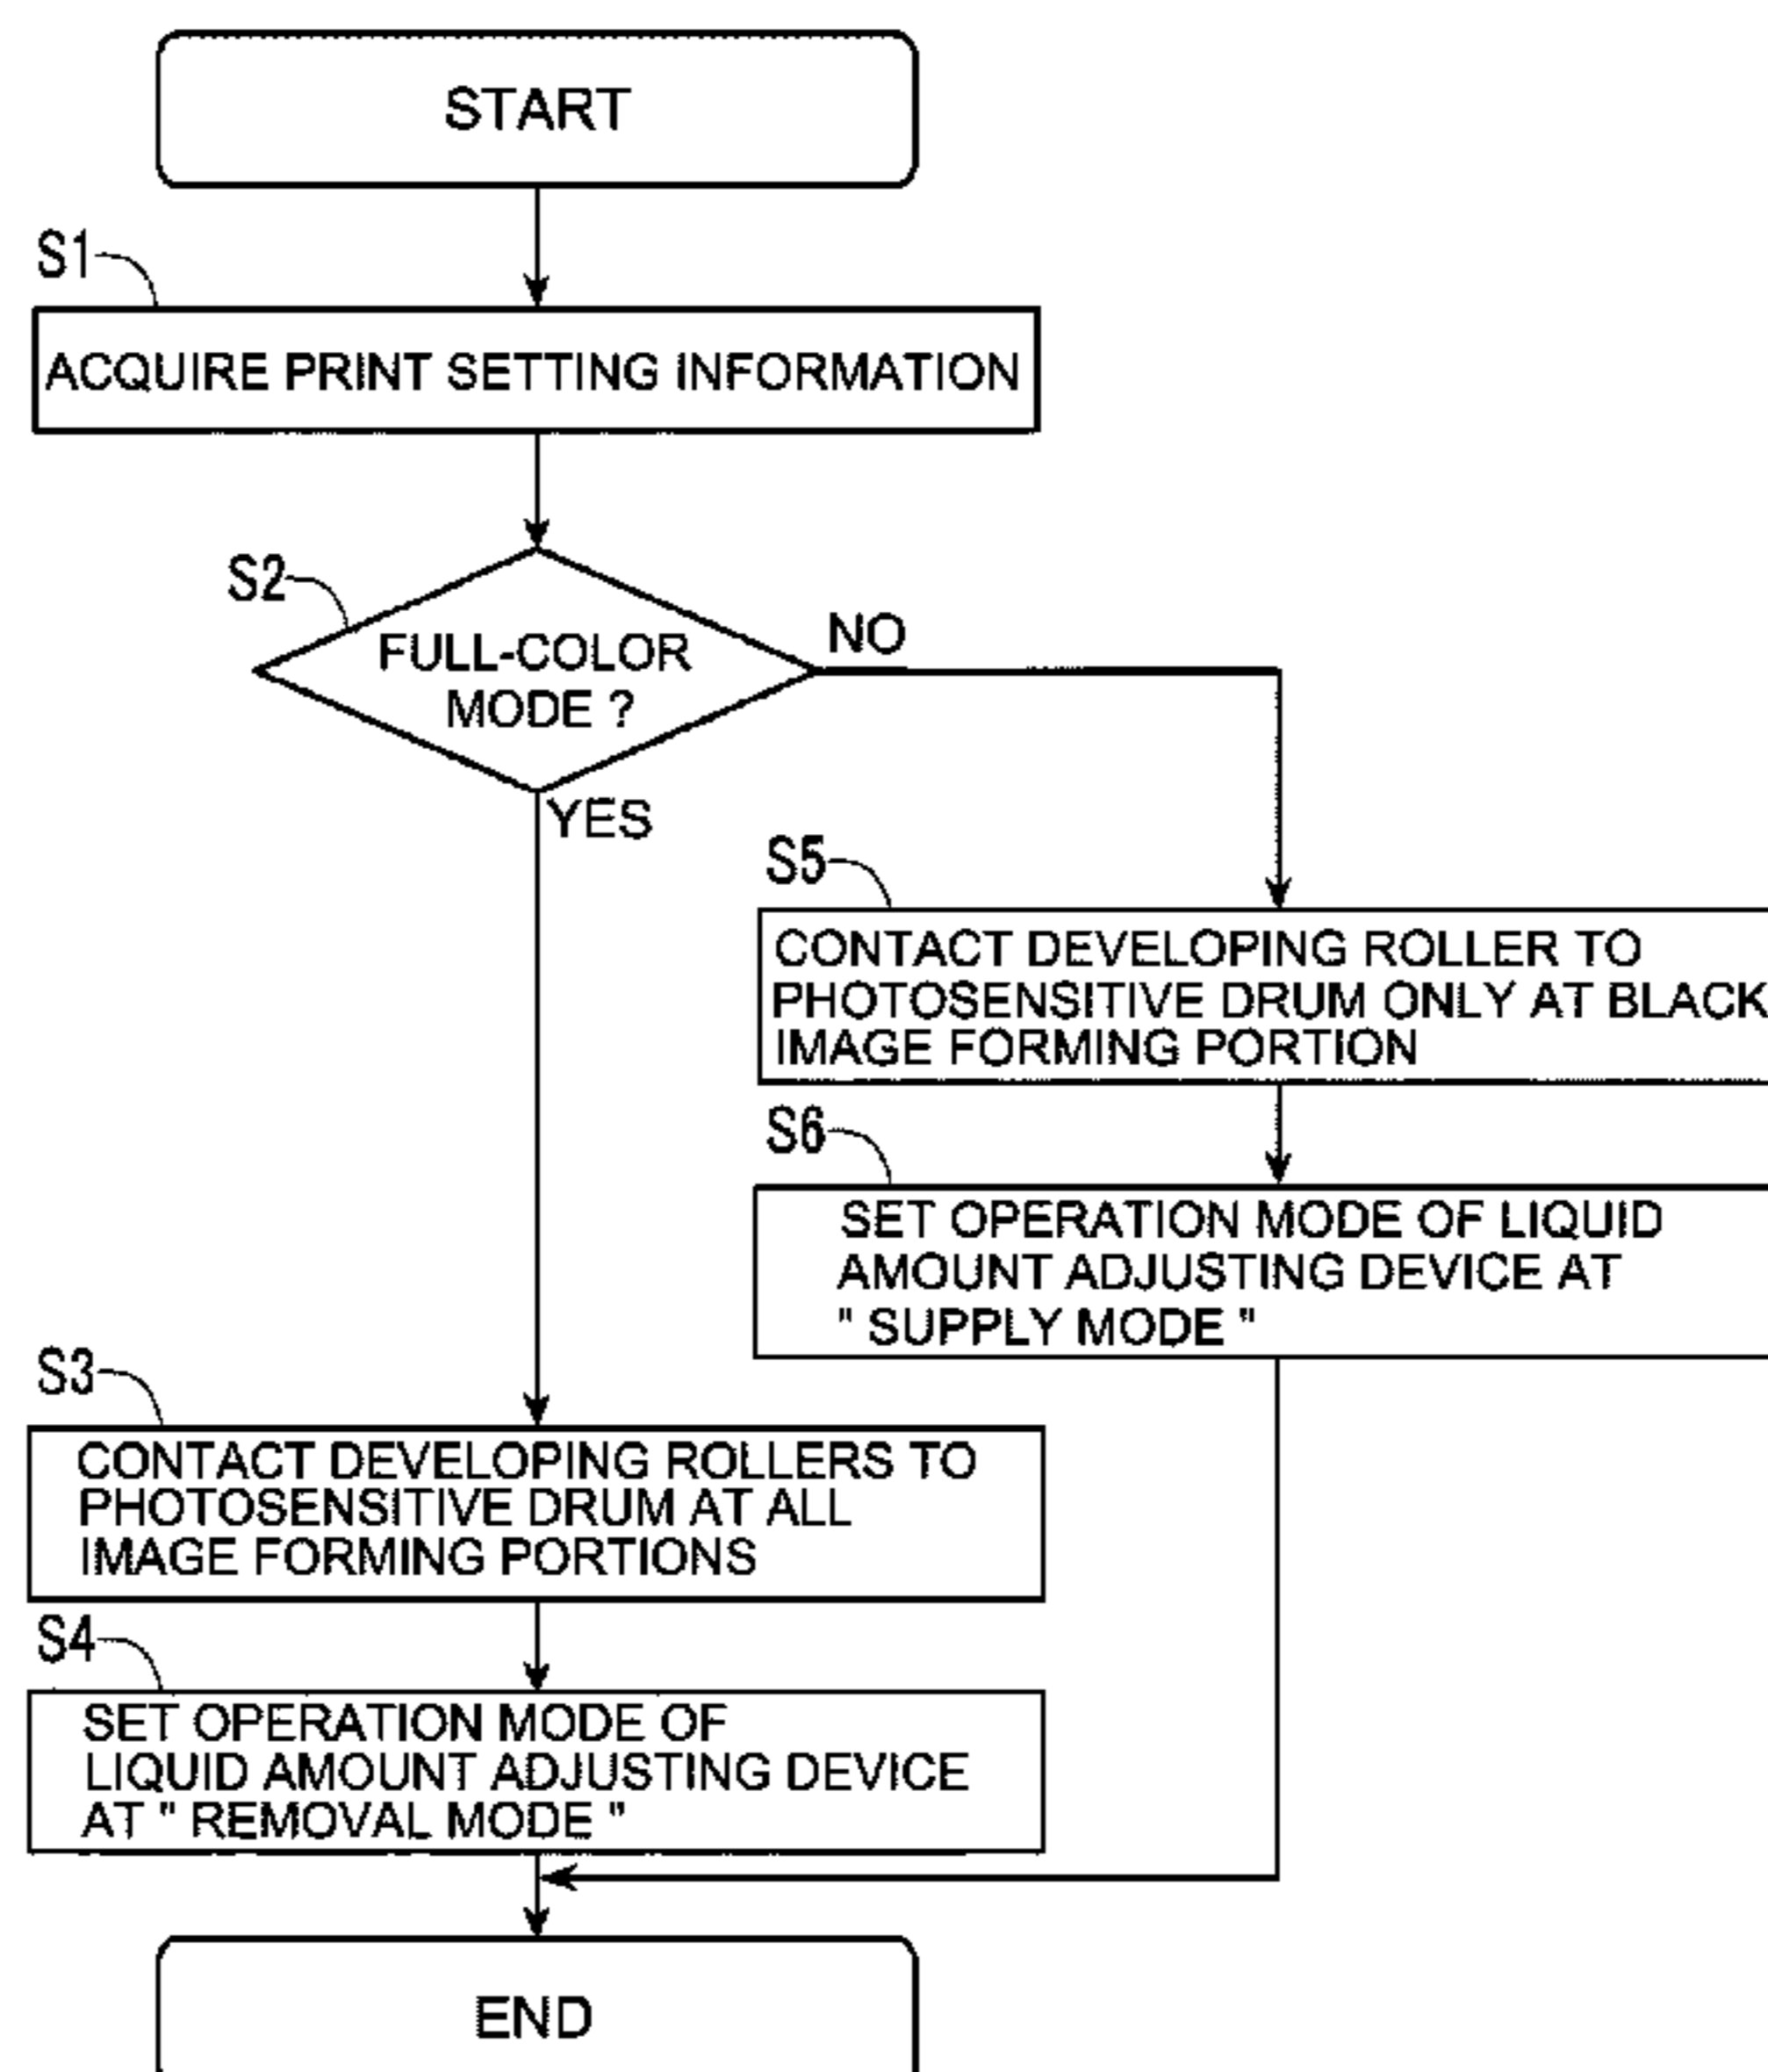 START
S1
ACQUIRE PRINT SETTING INFORMATION
S2
FULL-COLOR
MODE ?
NO
YES
S5
CONTACT DEVELOPING ROLLER TO
PHOTOSENSITIVE DRUM ONLY AT BLACK
IMAGE FORMING PORTION
S6
SET OPERATION MODE OF LIQUID
AMOUNT ADJUSTING DEVICE AT
" SUPPLY MODE "
S3
CONTACT DEVELOPING ROLLERS TO
PHOTOSENSITIVE DRUM AT ALL
IMAGE FORMING PORTIONS
S4
SET OPERATION MODE OF
LIQUID AMOUNT ADJUSTING DEVICE
AT " REMOVAL MODE "
END